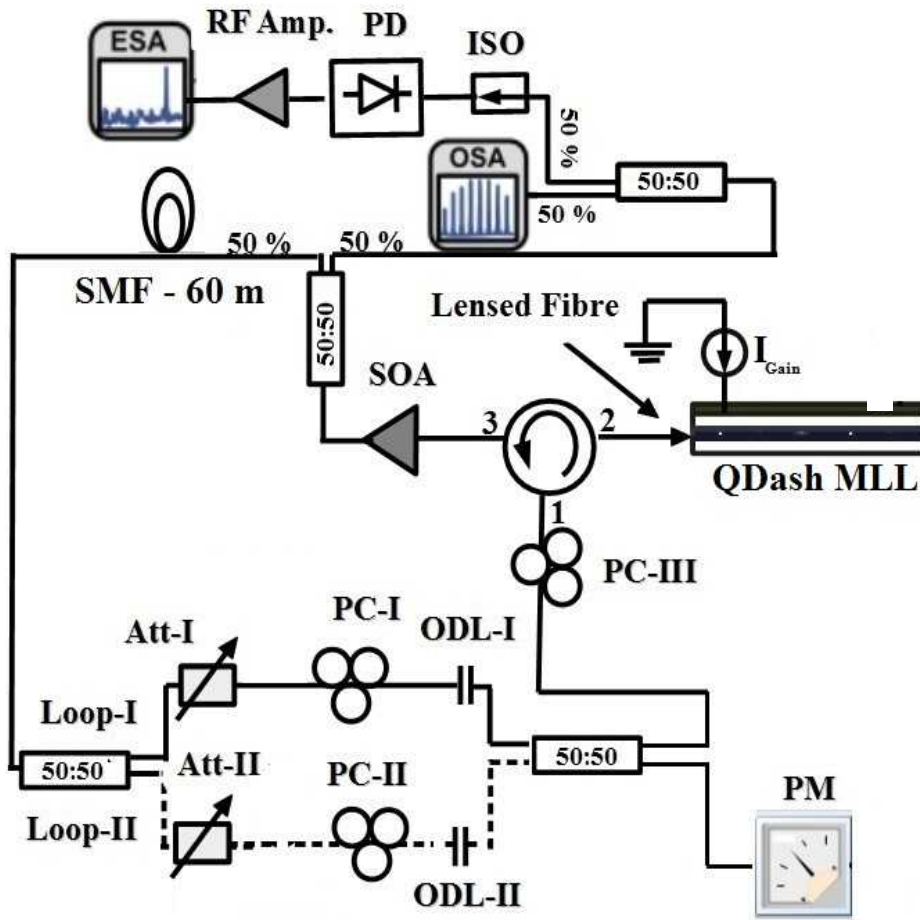 RF Amp.
PD
ISO
ESA
50 %
OSA
50:50
50 %
50 %
50 %
SMF - 60 m
50:50
Lensed Fibre
I Gain
SOA
3
2
QDash MLL
1
PC-III
PC-I
ODL-I
Att-I
Loop-I
50:50
Att-II
PC-II
50:50
PM
Loop-II
ODL-II